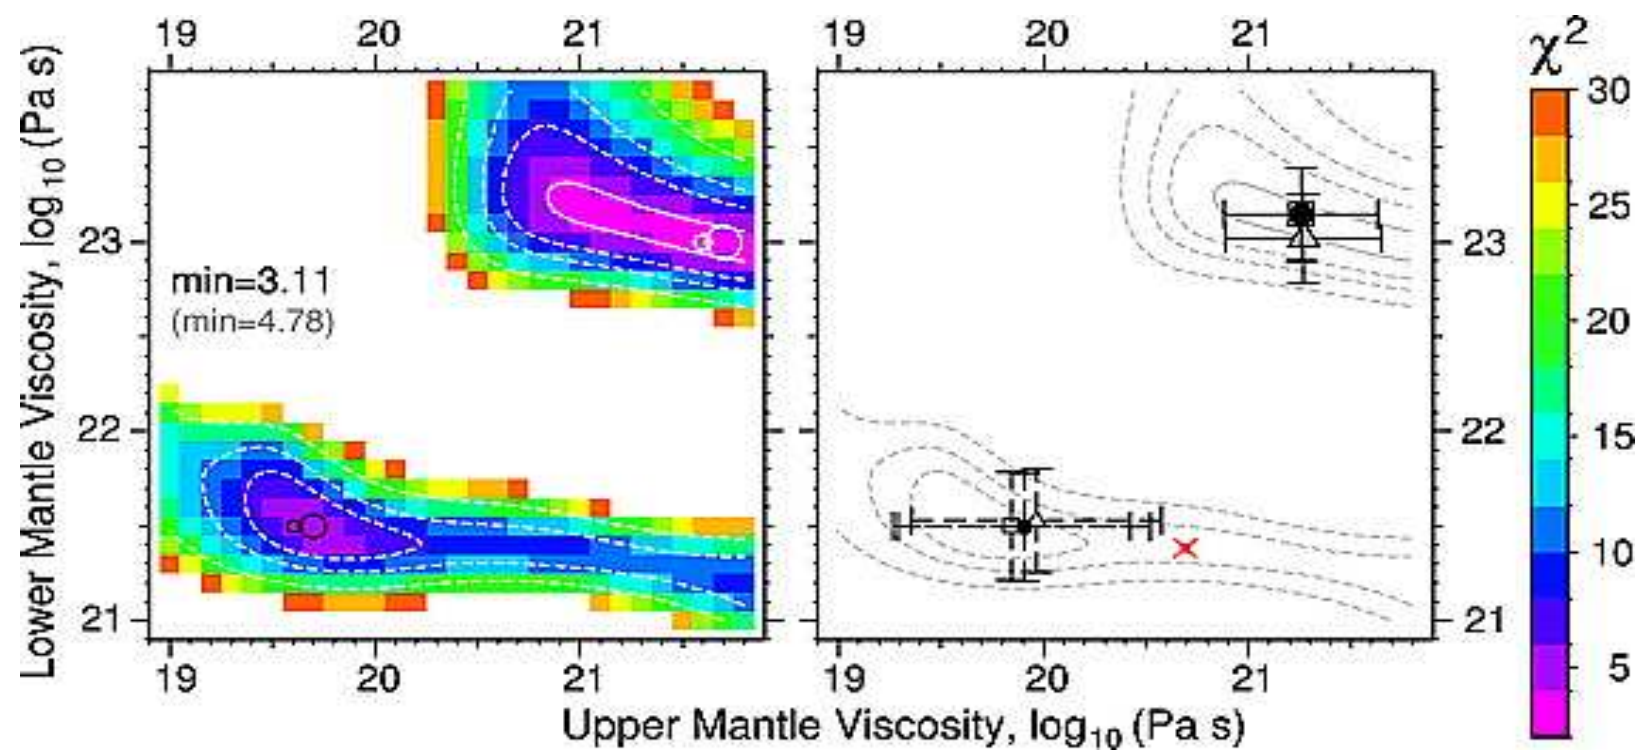 19 20 21 19 20 21 χ²
Lower Mantle Viscosity, log10 (Pa s)
23
22
21
min=3.11
(min=4.78)
23
22
21
30
25
20
15
10
5
19 20 21 19 20 21
Upper Mantle Viscosity, log10 (Pa s)